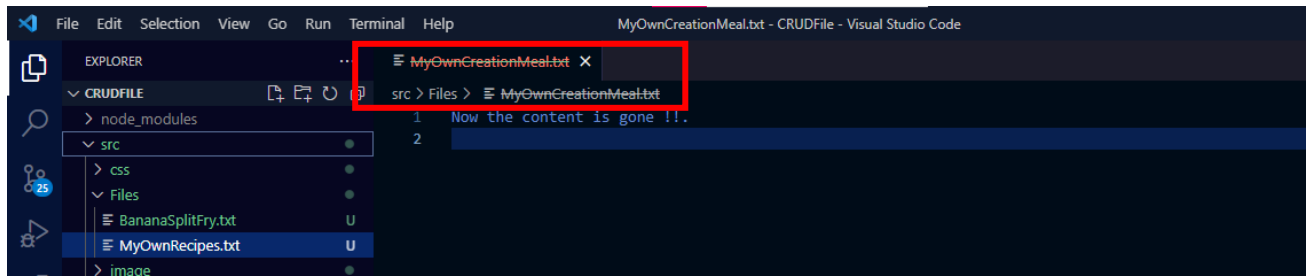 File Edit Selection View Go Run Terminal Help MyOwnCreationMeal.txt - CRUDFile - Visual Studio Code
EXPLORER ... MyOwnCreationMeal.txt
CRUDFILE src > Files > MyOwnCreationMeal.txt
node_modules 1 Now the content is gone !!.
src 2
css
25
Files
BananaSplitFry.txt U
MyOwnRecipes.txt U
image